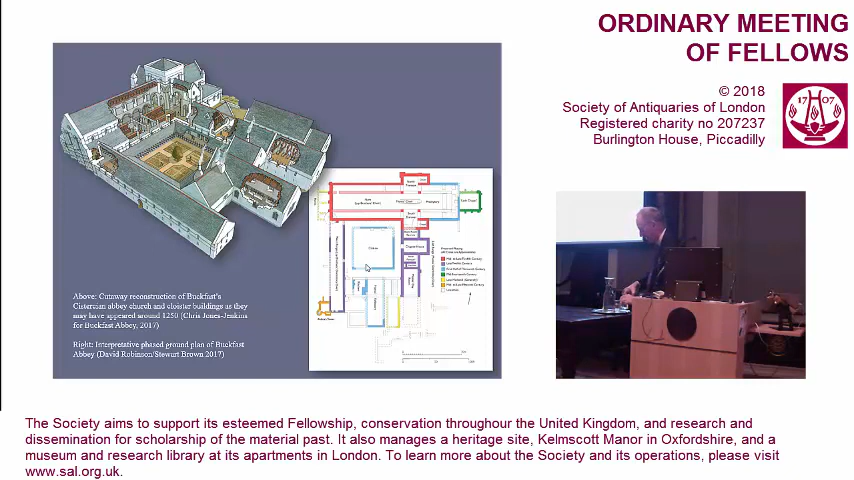 ORDINARY MEETING
OF FELLOWS
© 2018
Society of Antiquaries of London
Registered charity no 207237
Burlington House, Piccadilly
17 07
Above: Cutaway reconstruction of Buckfast's
Cistercian abbey church and cloister buildings as they
may have appeared around 1250 (Chris Jones-Jenkins
for Buckfast Abbey, 2017)
Right: Interpretative phased ground plan of Buckfast
Abbey (David Robinson/Stewart Brown 2017)
The Society aims to support its esteemed Fellowship, conservation throughour the United Kingdom, and research and
dissemination for scholarship of the material past. It also manages a heritage site, Kelmscott Manor in Oxfordshire, and a
museum and research library at its apartments in London. To learn more about the Society and its operations, please visit
www.sal.org.uk.